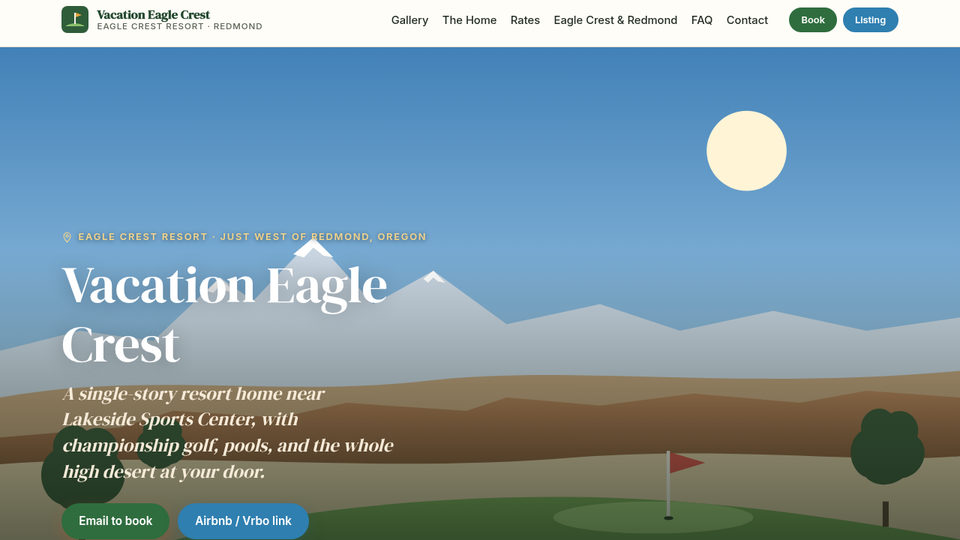 Vacation Eagle Crest
EAGLE CREST RESORT · REDMOND
Gallery The Home Rates Eagle Crest & Redmond FAQ Contact Book Listing
EAGLE CREST RESORT · JUST WEST OF REDMOND, OREGON
Vacation Eagle
Crest
A single-story resort home near
Lakeside Sports Center, with
championship golf, pools, and the whole
high desert at your door.
Email to book Airbnb / Vrbo link